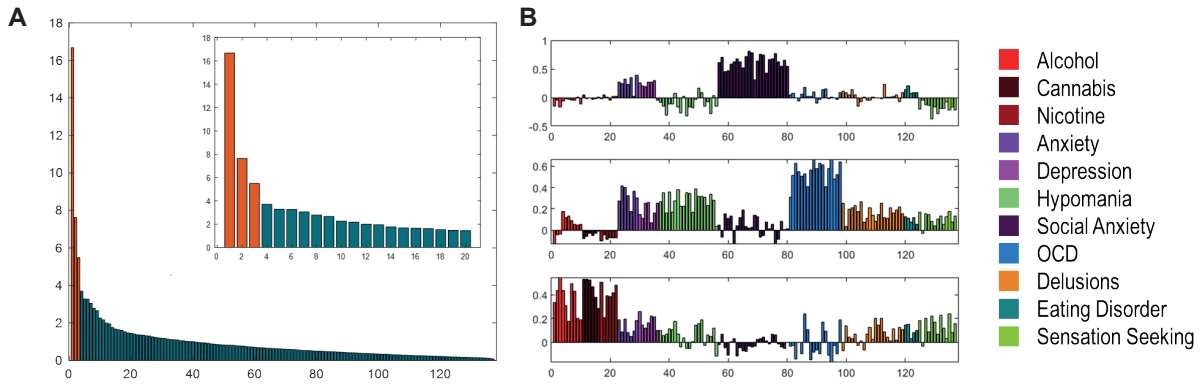 A
18
16
14
12
10
8
6
4
2
0
0 20 40 60 80 100 120
18
16
14
12
10
8
6
4
2
0
0 2 4 6 8 10 12 14 16 18 20
B
1
0.5
0
-0.5
0 20 40 60 80 100 120
0.6
0.4
0.2
0
0 20 40 60 80 100 120
0.4
0.2
0
0 20 40 60 80 100 120
Alcohol
Cannabis
Nicotine
Anxiety
Depression
Hypomania
Social Anxiety
OCD
Delusions
Eating Disorder
Sensation Seeking